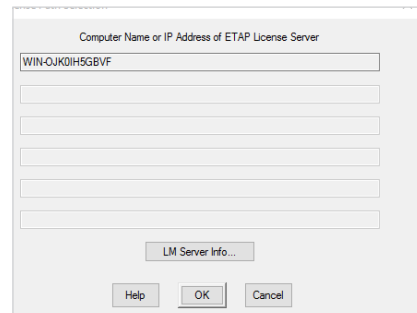 Computer Name or IP Address of ETAP License Server
WIN-OJK0IH5GBVF
LM Server Info...
Help
OK
Cancel